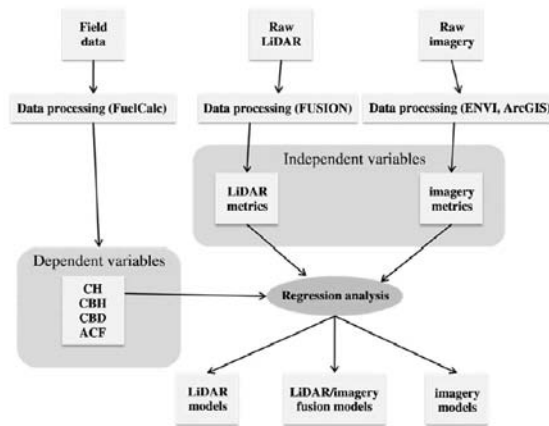 Field
data
Raw
LiDAR
Raw
imagery
Data processing (FuelCalc)
Data processing (FUSION)
Data processing (ENVI, ArcGIS)
Independent variables
LiDAR
metrics
imagery
metrics
Dependent variables
CH
CBH
CBD
ACF
Regression analysis
LiDAR
models
LiDAR/imagery
fusion models
imagery
models